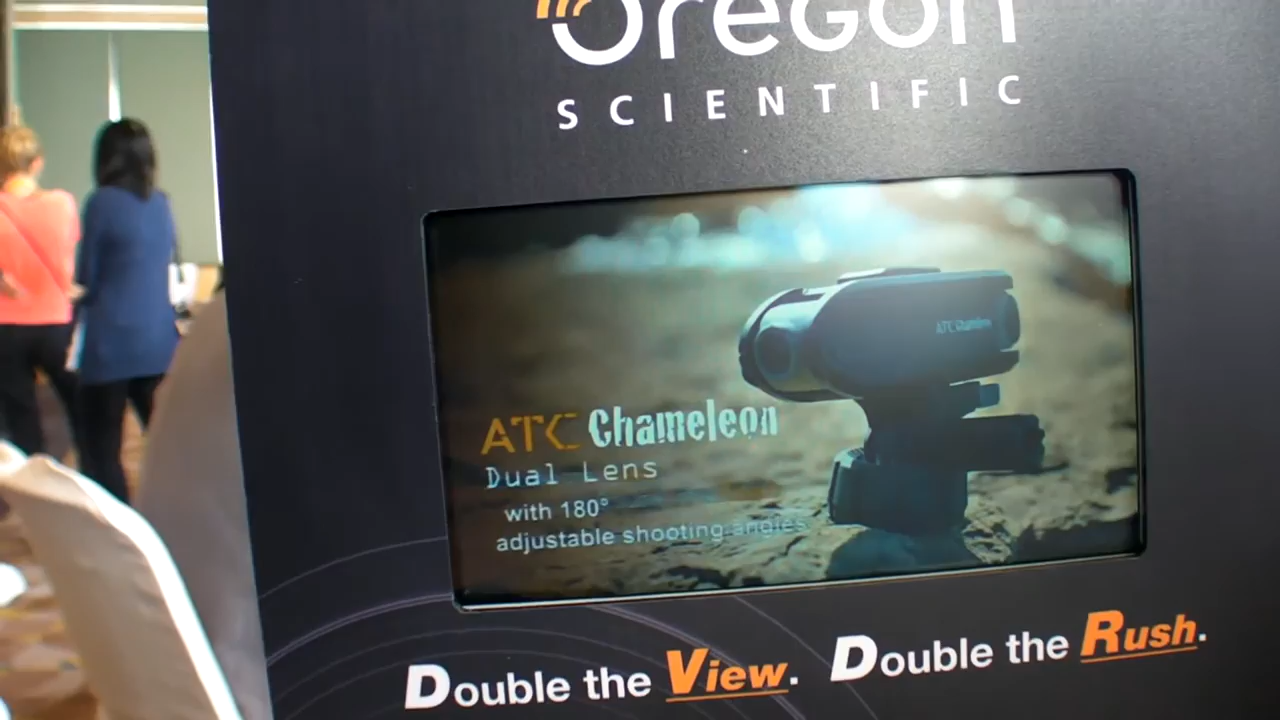 Oregon
SCIENTIFIC
ATC Chameleon
ATC Chameleon
Dual Lens
with 180°
adjustable shooting angles
Double the View. Double the Rush.